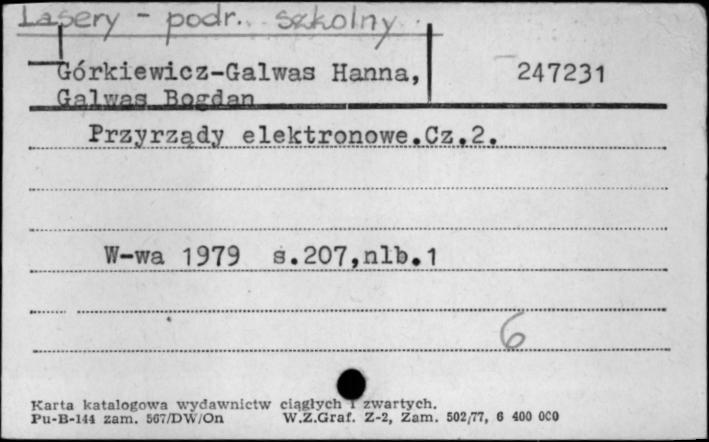 Lasery - podr. szkolny
Górkiewicz-Galwas Hanna, 247231
Galwas Bogdan
Przyrządy elektronowe.Cz.2.
W-wa 1979 s.207,nlb.1
6
Karta katalogowa wydawnictw ciągłych i zwartych.
Pu-B-144 zam. 567/DW/On W.Z.Graf. Z-2, Zam. 502/77, 6 400 000